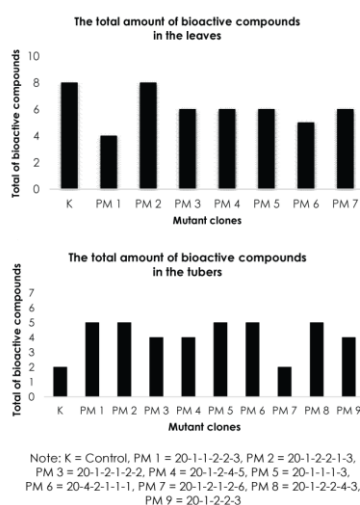 The total amount of bioactive compounds
in the leaves
Total of bioactive compounds
10
8
6
4
2
0
K PM 1 PM 2 PM 3 PM 4 PM 5 PM 6 PM 7
Mutant clones
The total amount of bioactive compounds
in the tubers
Total of bioactive compounds
7
6
5
4
3
2
1
0
K PM 1 PM 2 PM 3 PM 4 PM 5 PM 6 PM 7 PM 8 PM 9
Mutant clones
Note: K = Control, PM 1 = 20-1-1-2-2-3, PM 2 = 20-1-2-2-1-3,
PM 3 = 20-1-2-1-2-2, PM 4 = 20-1-2-4-5, PM 5 = 20-1-1-1-3,
PM 6 = 20-4-2-1-1-1, PM 7 = 20-1-2-1-2-6, PM 8 = 20-1-2-2-4-3,
PM 9 = 20-1-2-2-3